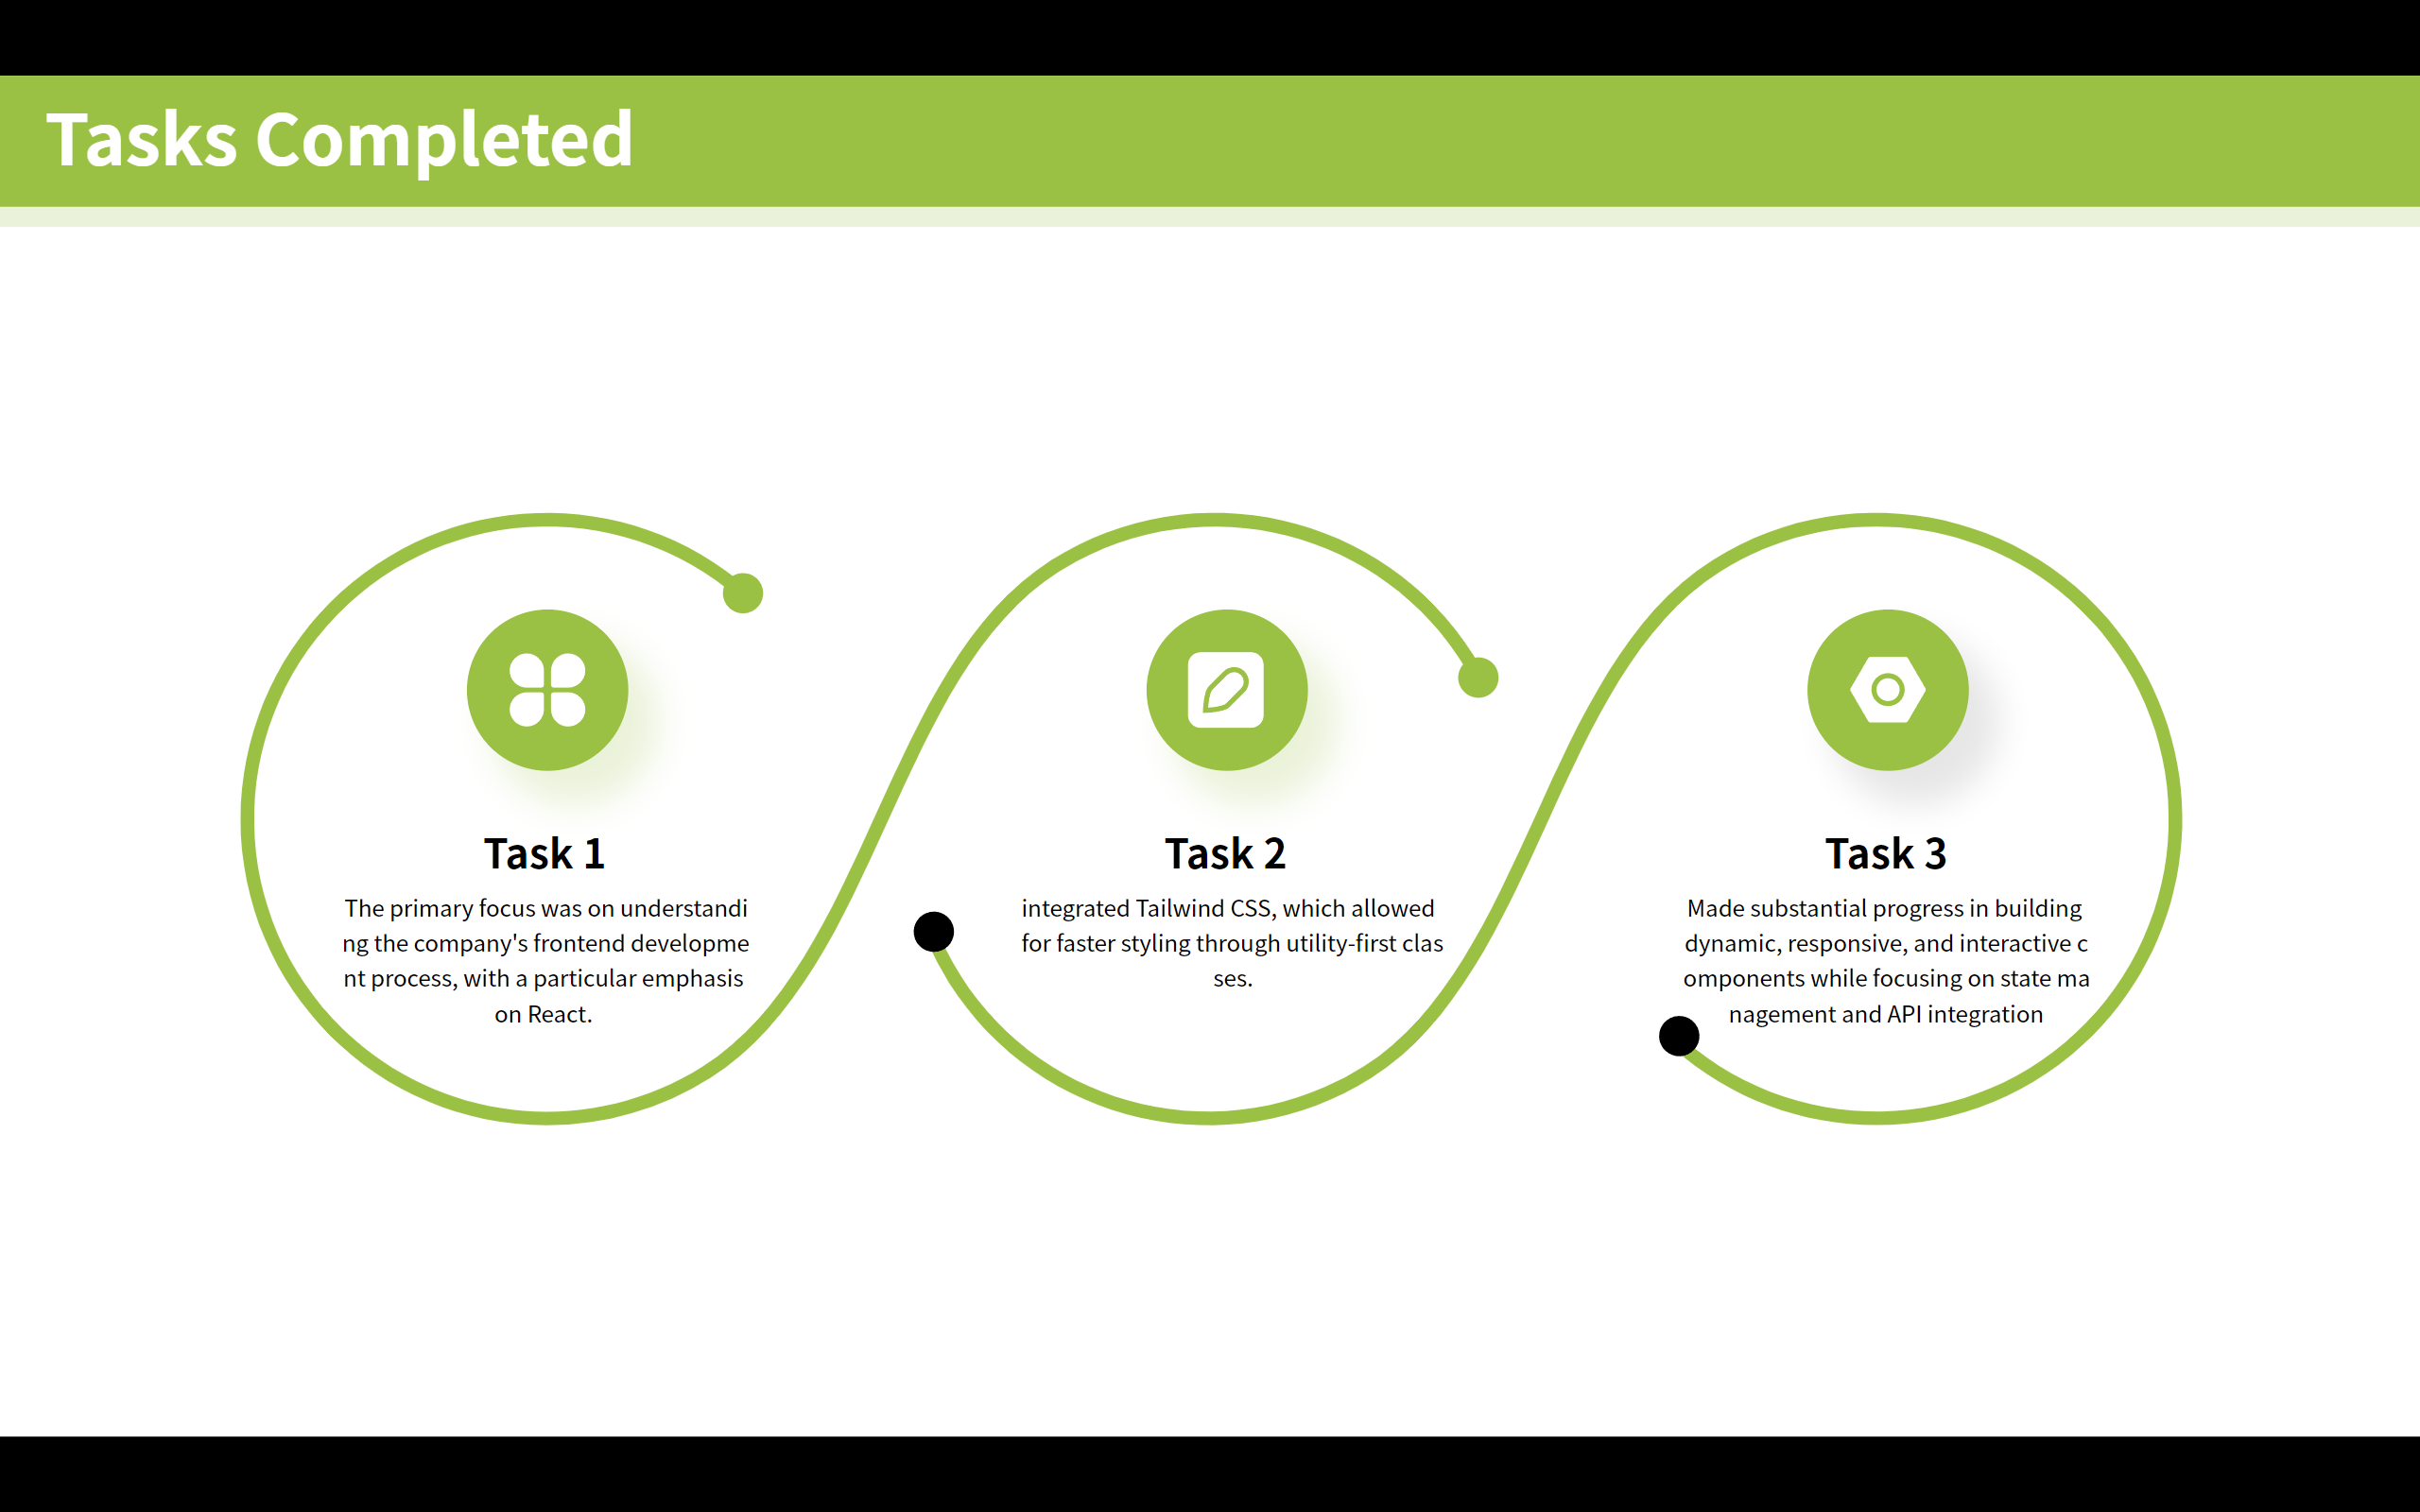 Tasks Completed
Task 1
The primary focus was on understandi
ng the company's frontend developme
nt process, with a particular emphasis
on React.
Task 2
integrated Tailwind CSS, which allowed
for faster styling through utility-first clas
ses.
Task 3
Made substantial progress in building
dynamic, responsive, and interactive c
omponents while focusing on state ma
nagement and API integration